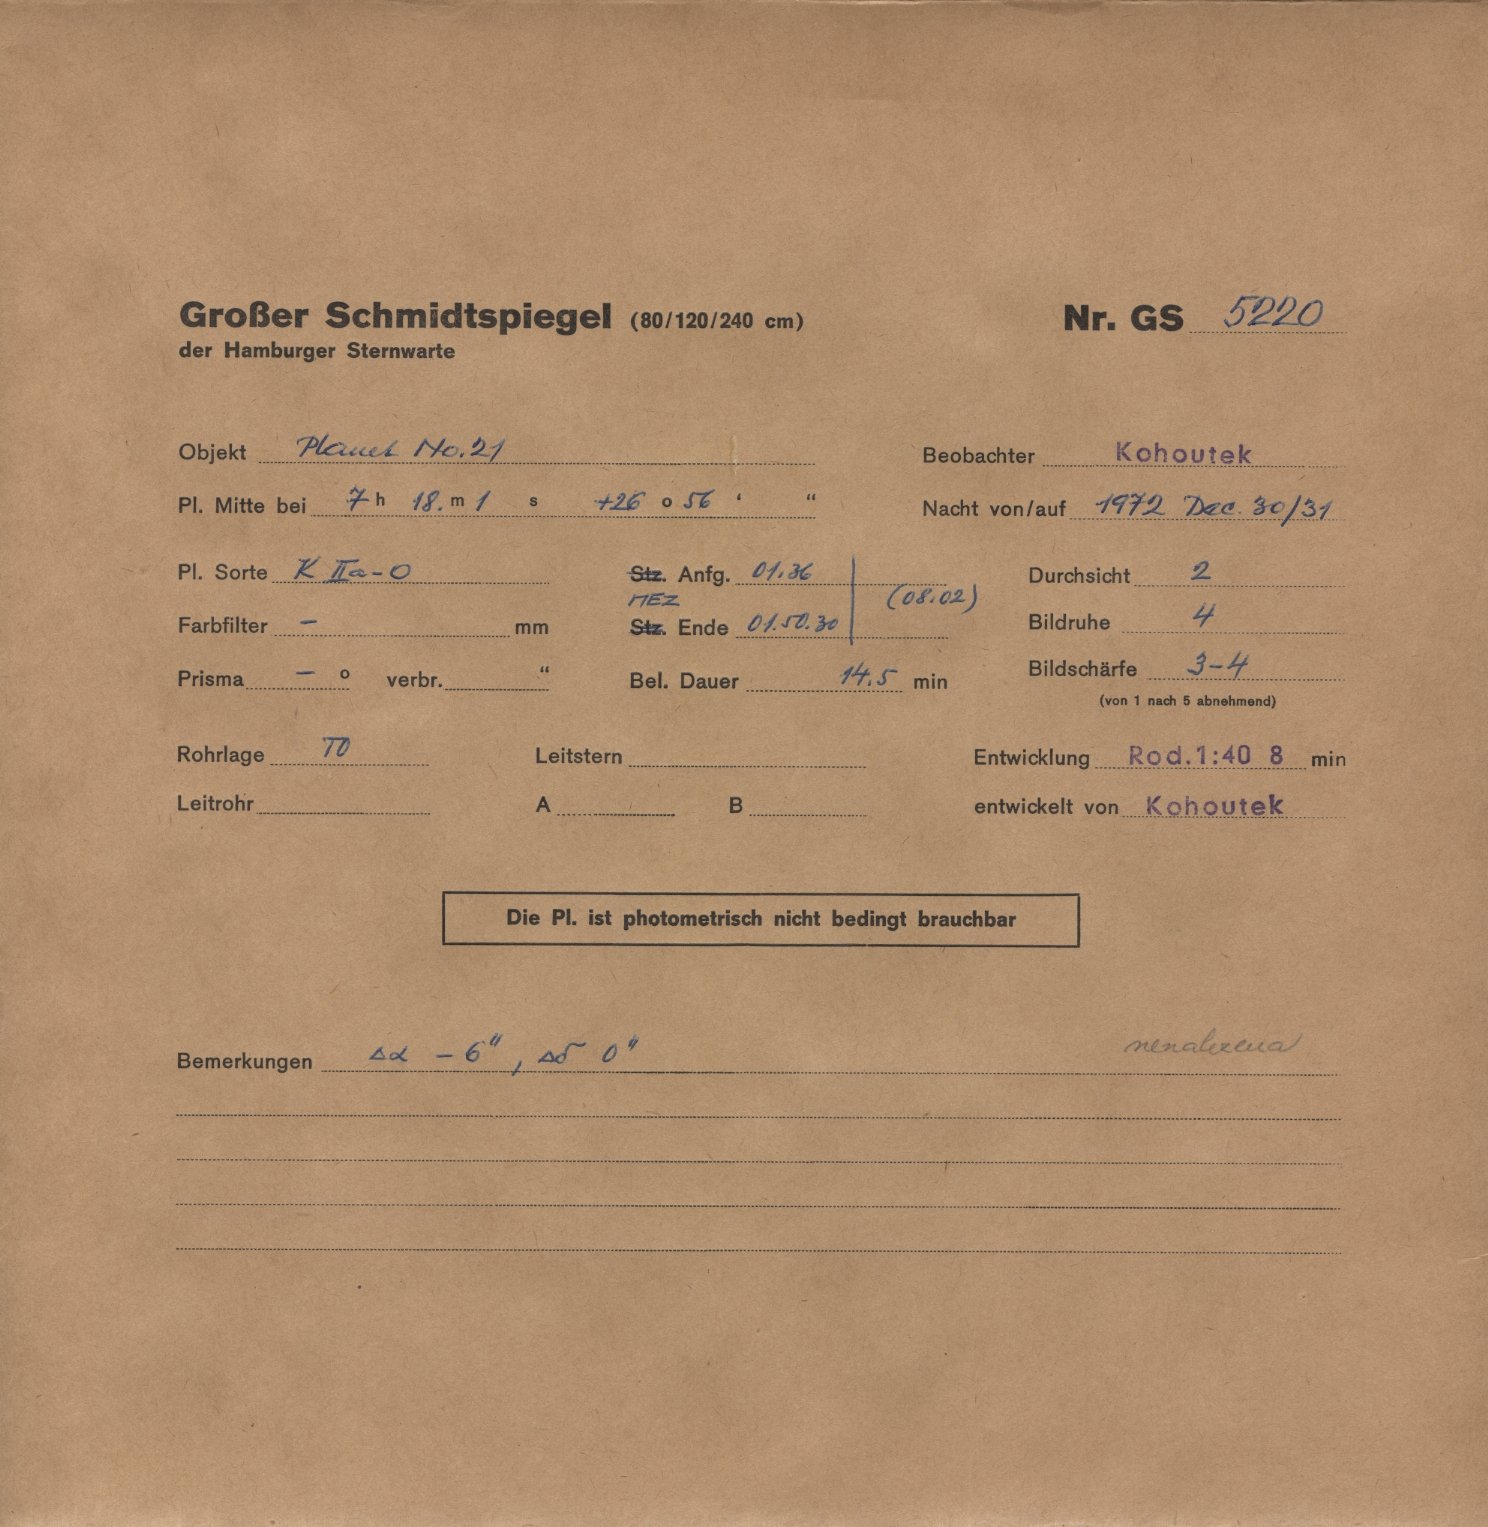 Großer Schmidtspiegel (80/120/240 cm) Nr. GS 5220
der Hamburger Sternwarte
Objekt Planet No. 21 Beobachter Kohoutek
Pl. Mitte bei 7 h 18. m 1 s +26 o 56 ‘ “ Nacht von/auf 1972 Dec. 30/31
Pl. Sorte K IIa-O Stz. Anfg. 01.36 Durchsicht 2
MEZ (08.02)
Farbfilter – mm Stz. Ende 01.50.30 Bildruhe 4
Prisma – o verbr. “ Bel. Dauer 14.5 min Bildschärfe 3–4
(von 1 nach 5 abnehmend)
Rohrlage TO Leitstern Entwicklung Rod.1:40 8 min
Leitrohr A B entwickelt von Kohoutek
Die Pl. ist photometrisch nicht bedingt brauchbar
Bemerkungen Δα – 6", Δδ 0" nenalezena